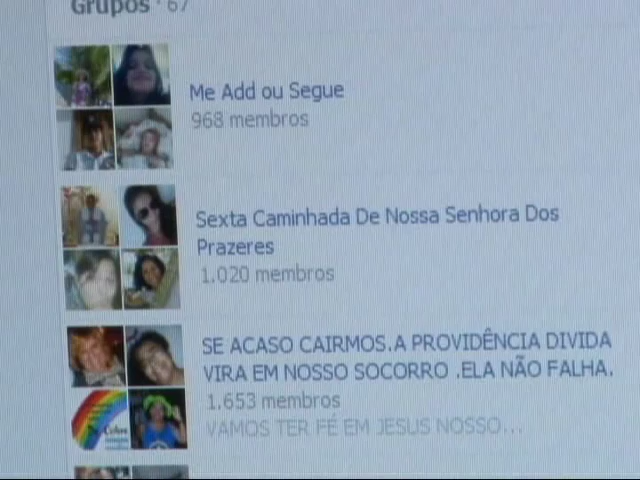 Grupos · 67
Me Add ou Segue
968 membros
Sexta Caminhada De Nossa Senhora Dos
Prazeres
1.020 membros
SE ACASO CAIRMOS.A PROVIDÊNCIA DIVIDA
VIRA EM NOSSO SOCORRO .ELA NÃO FALHA.
1.653 membros
VAMOS TER FÉ EM JESUS NOSSO...